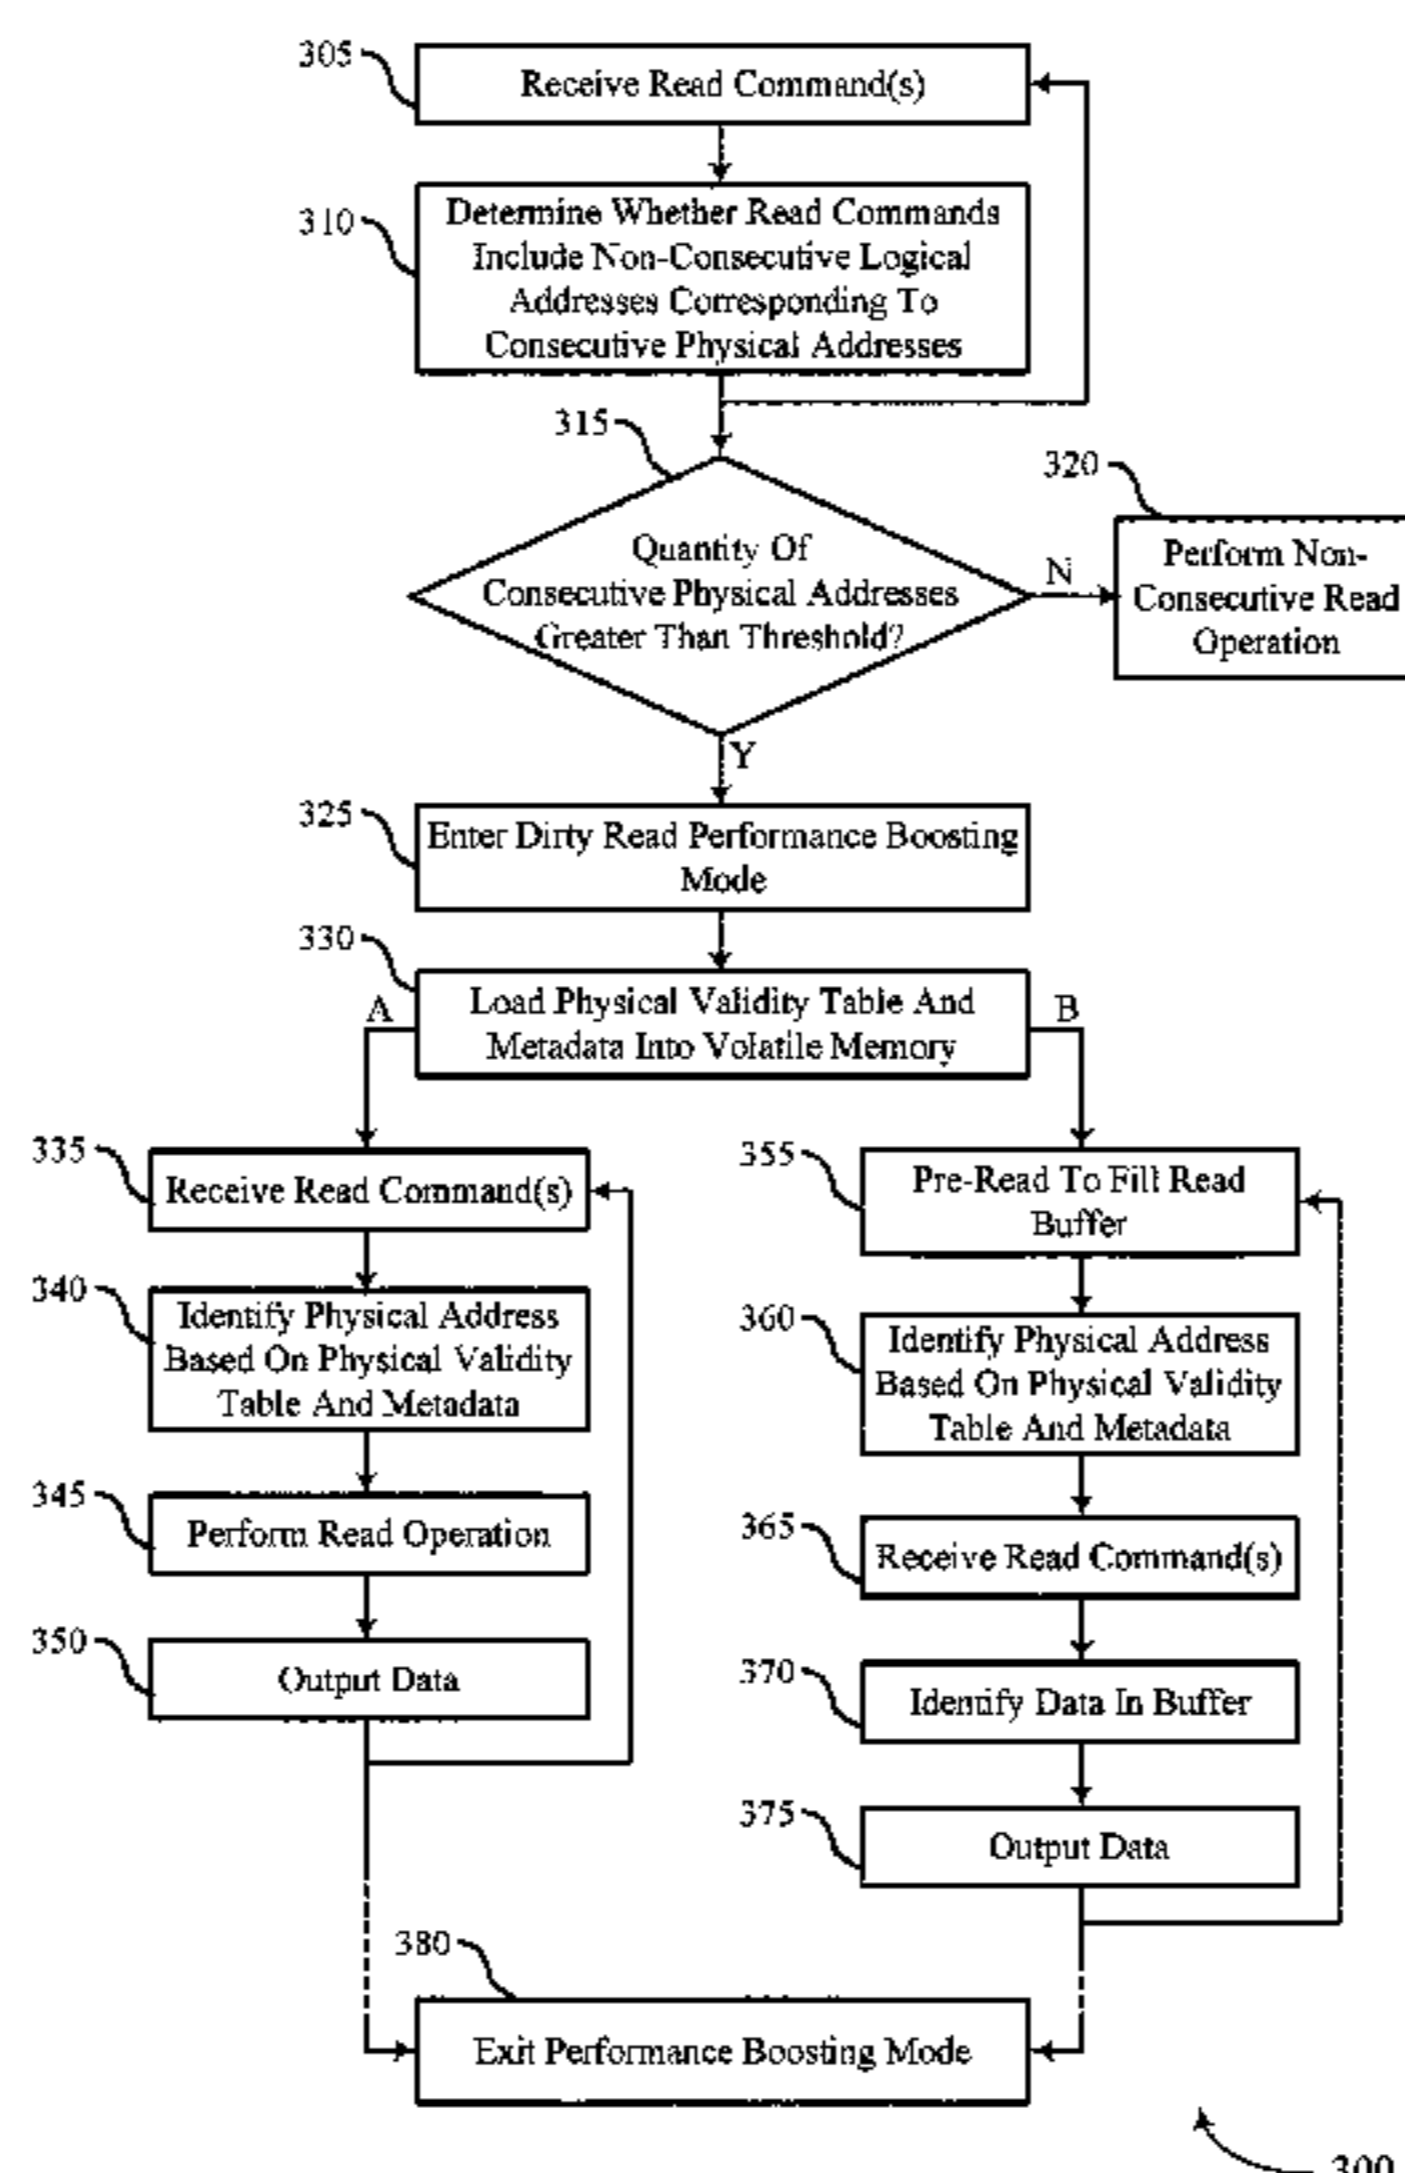 305
Receive Read Command(s)
310
Determine Whether Read Commands
Include Non-Consecutive Logical
Addresses Corresponding To
Consecutive Physical Addresses
315
Quantity Of
Consecutive Physical Addresses
Greater Than Threshold?
N
320
Perform Non-
Consecutive Read
Operation
Y
325
Enter Dirty Read Performance Boosting
Mode
330
Load Physical Validity Table And
Metadata Into Volatile Memory
A
B
335
Receive Read Command(s)
340
Identify Physical Address
Based On Physical Validity
Table And Metadata
345
Perform Read Operation
350
Output Data
355
Pre-Read To Fill Read
Buffer
360
Identify Physical Address
Based On Physical Validity
Table And Metadata
365
Receive Read Command(s)
370
Identify Data In Buffer
375
Output Data
380
Exit Performance Boosting Mode
300